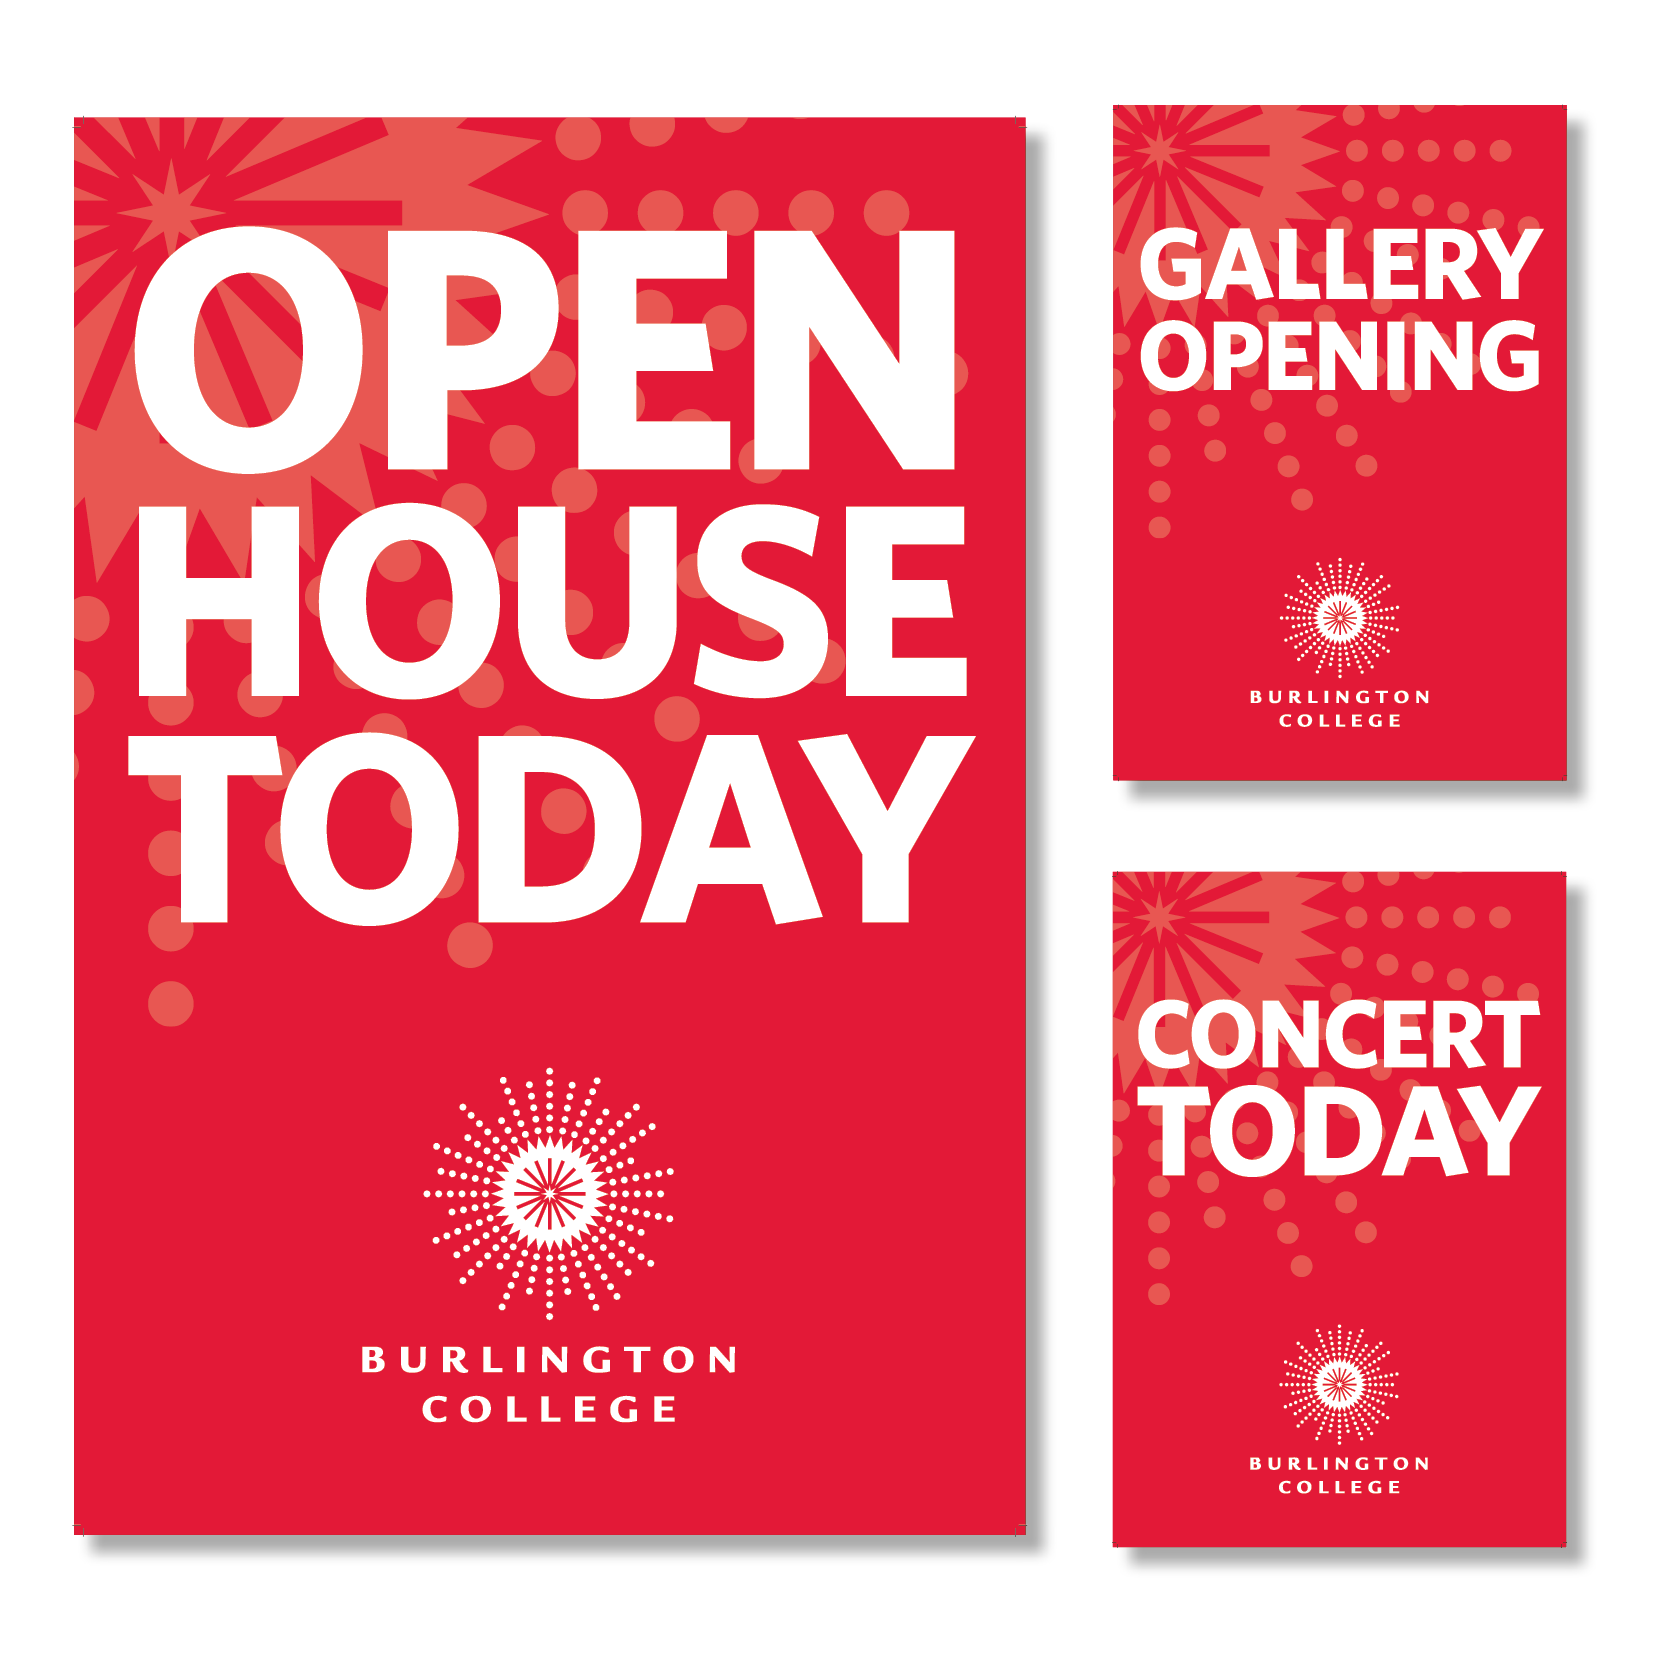 OPEN
HOUSE
TODAY
BURLINGTON
COLLEGE
GALLERY
OPENING
BURLINGTON
COLLEGE
CONCERT
TODAY
BURLINGTON
COLLEGE